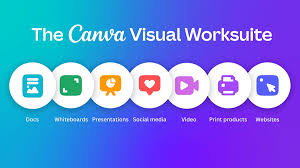 The Canva Visual Worksuite
Docs
Whiteboards
Presentations
Social media
Video
Print products
Websites